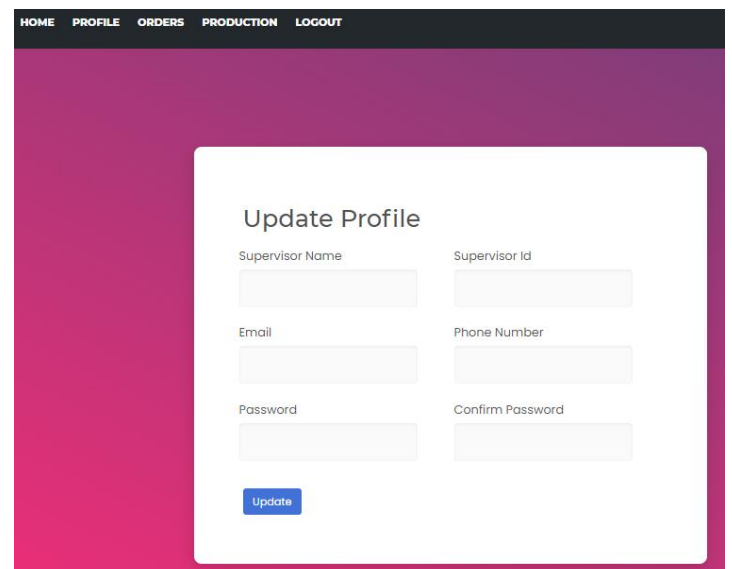 HOME PROFILE ORDERS PRODUCTION LOGOUT
Update Profile
Supervisor Name Supervisor Id
Email Phone Number
Password Confirm Password
Update